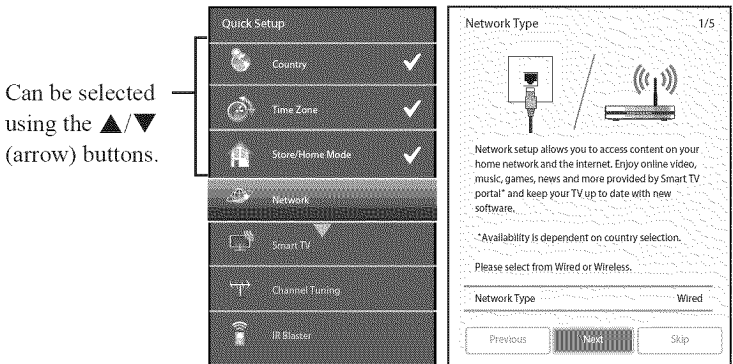 Can be selected
using the ▲/▼
(arrow) buttons.
Quick Setup
Country
Time Zone
Store/Home Mode
Network
Smart TV
Channel Tuning
IR Blaster
Network Type 1/5
Network setup allows you to access content on your
home network and the internet. Enjoy online video,
music, games, news and more provided by Smart TV
portal* and keep your TV up to date with new
software.
*Availability is dependent on country selection.
Please select from Wired or Wireless.
Network Type Wired
Previous Next Skip